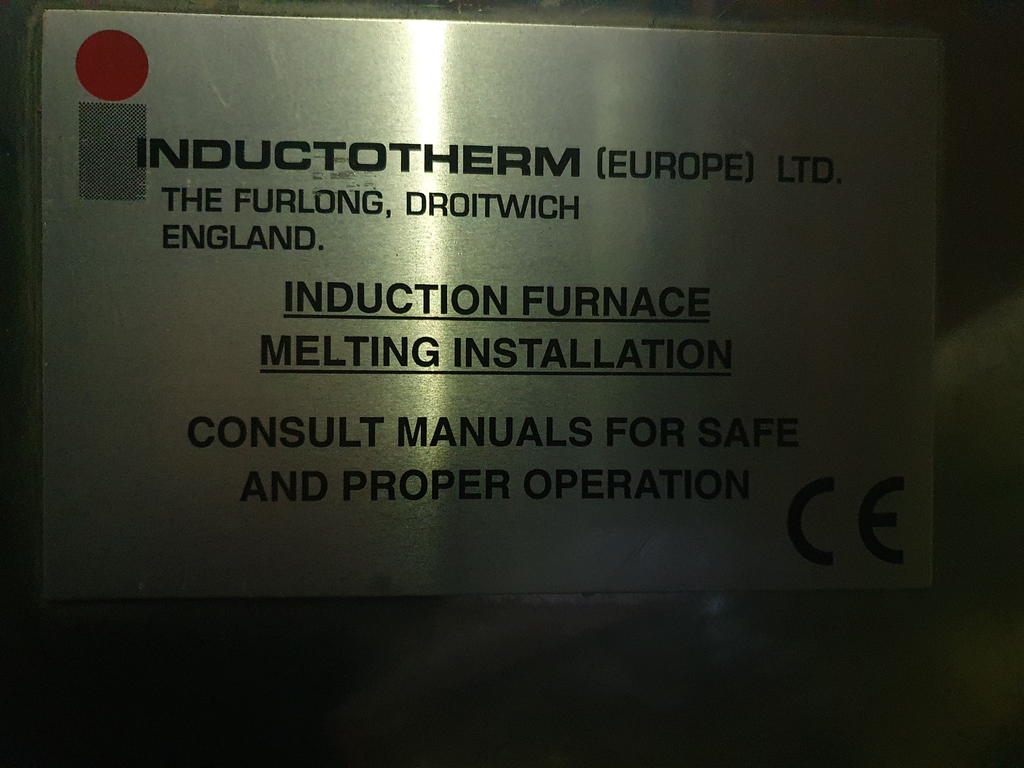 INDUCTOTHERM (EUROPE) LTD.
THE FURLONG, DROITWICH
ENGLAND.
INDUCTION FURNACE
MELTING INSTALLATION
CONSULT MANUALS FOR SAFE
AND PROPER OPERATION
CE